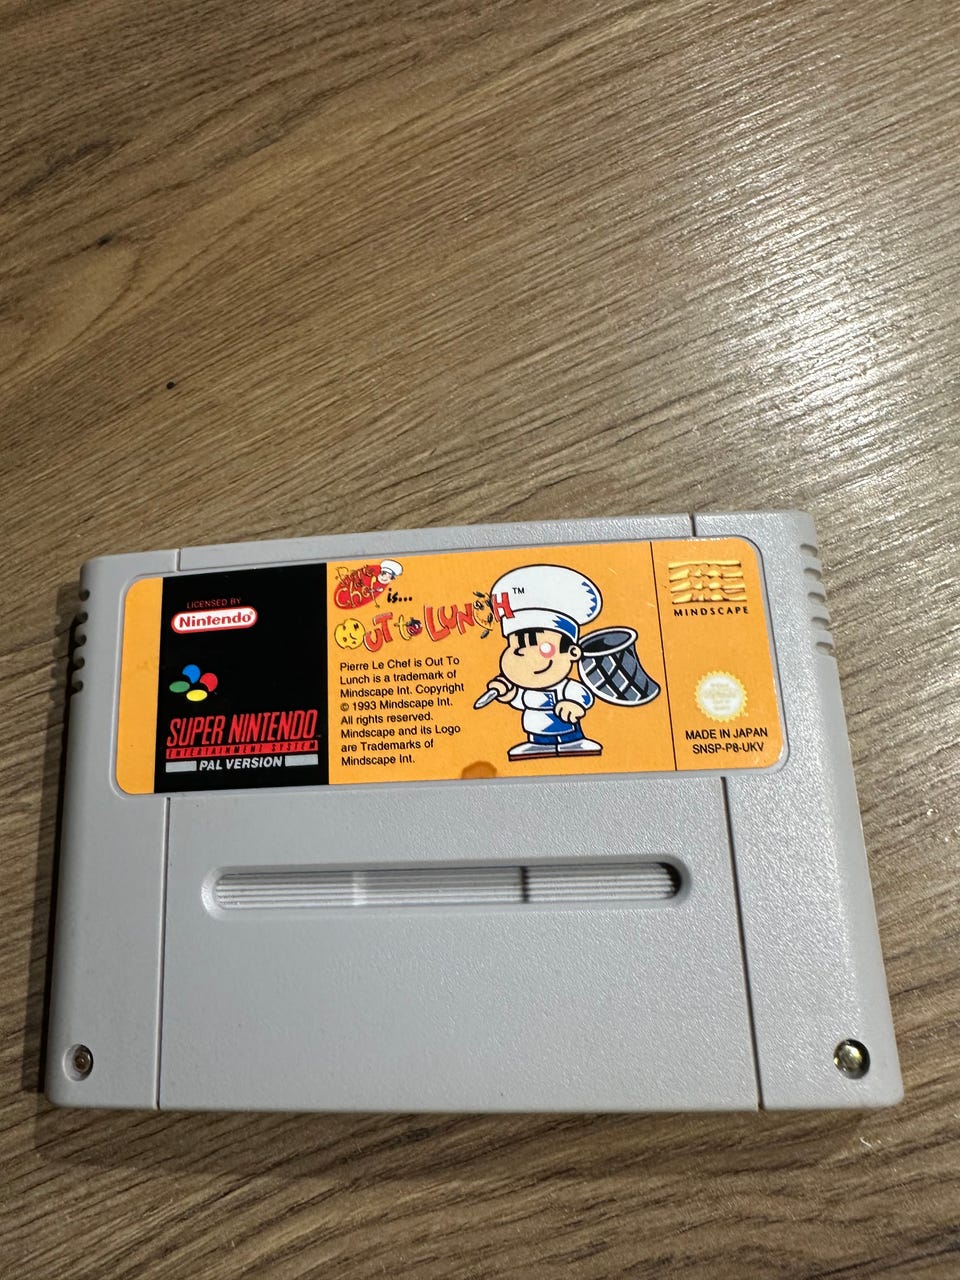 LICENSED BY
Nintendo
SUPER NINTENDO
ENTERTAINMENT SYSTEM
PAL VERSION
Pierre le Chef is...
OUT to LUNCH™
Pierre Le Chef is Out To
Lunch is a trademark of
Mindscape Int. Copyright
© 1993 Mindscape Int.
All rights reserved.
Mindscape and its Logo
are Trademarks of
Mindscape Int.
MINDSCAPE
MADE IN JAPAN
SNSP-P8-UKV